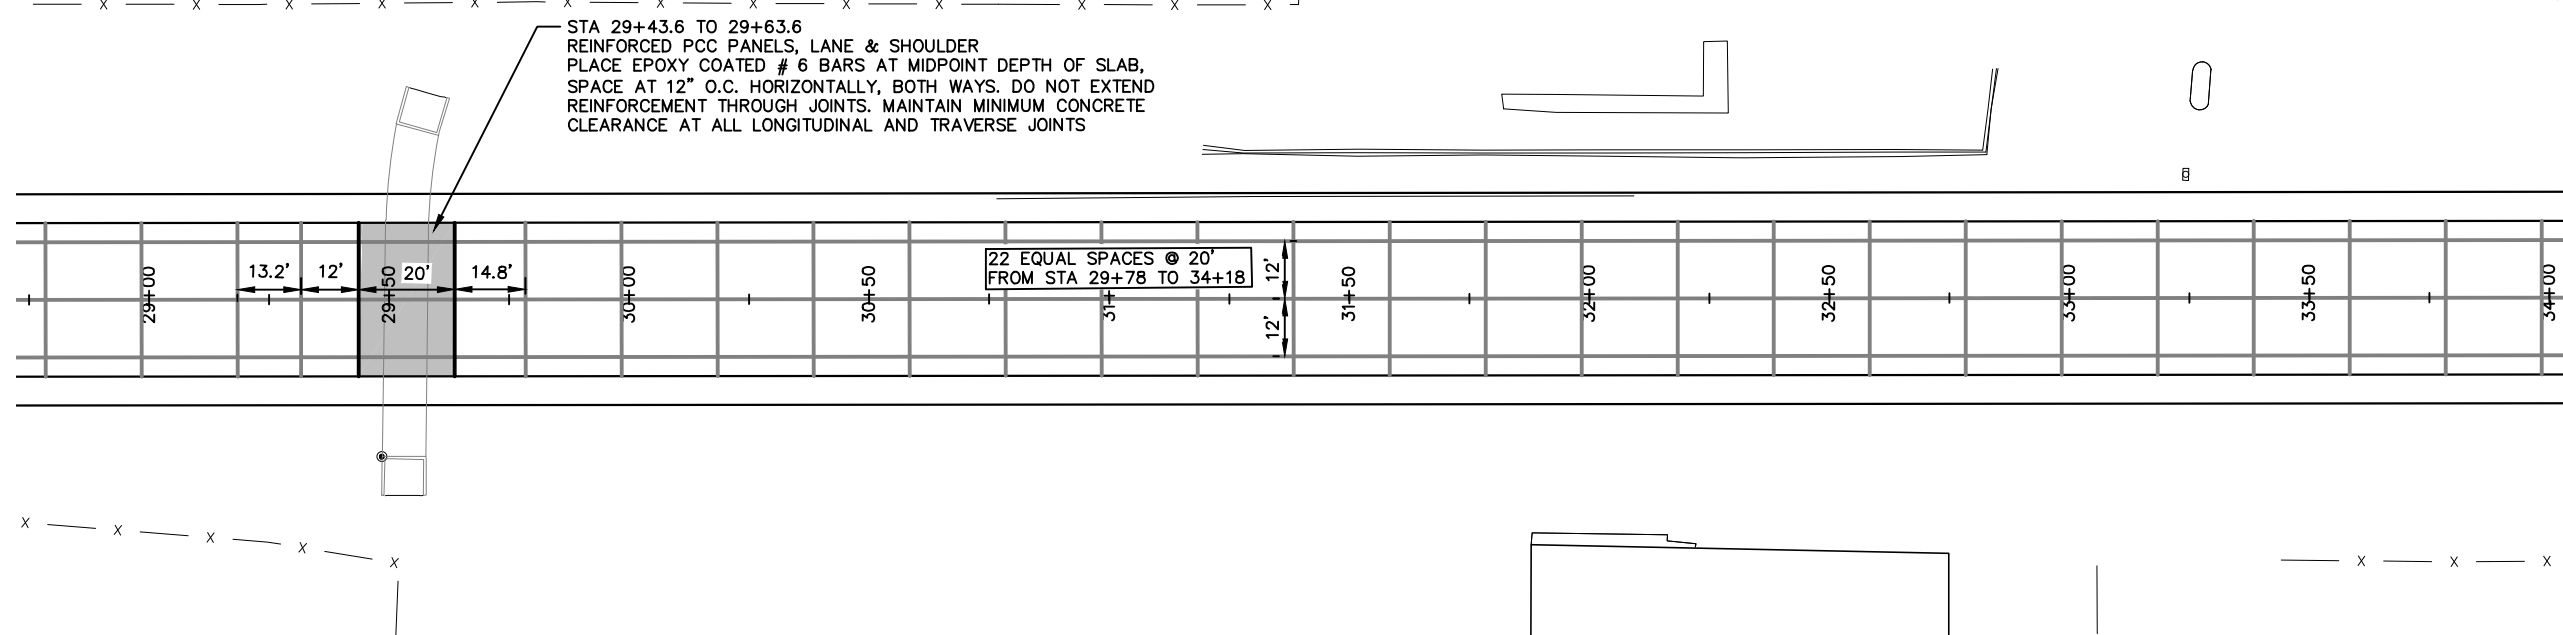 STA 29+43.6 TO 29+63.6
REINFORCED PCC PANELS, LANE & SHOULDER
PLACE EPOXY COATED # 6 BARS AT MIDPOINT DEPTH OF SLAB,
SPACE AT 12" O.C. HORIZONTALLY, BOTH WAYS. DO NOT EXTEND
REINFORCEMENT THROUGH JOINTS. MAINTAIN MINIMUM CONCRETE
CLEARANCE AT ALL LONGITUDINAL AND TRAVERSE JOINTS
22 EQUAL SPACES @ 20'
FROM STA 29+78 TO 34+18
13.2'
12'
20'
14.8'
12'
12'
29+00
29+50
30+00
30+50
31+
31+50
32+00
32+50
33+00
33+50
34+00
X X X X X X X X X X X X X
X X X X X
X X X